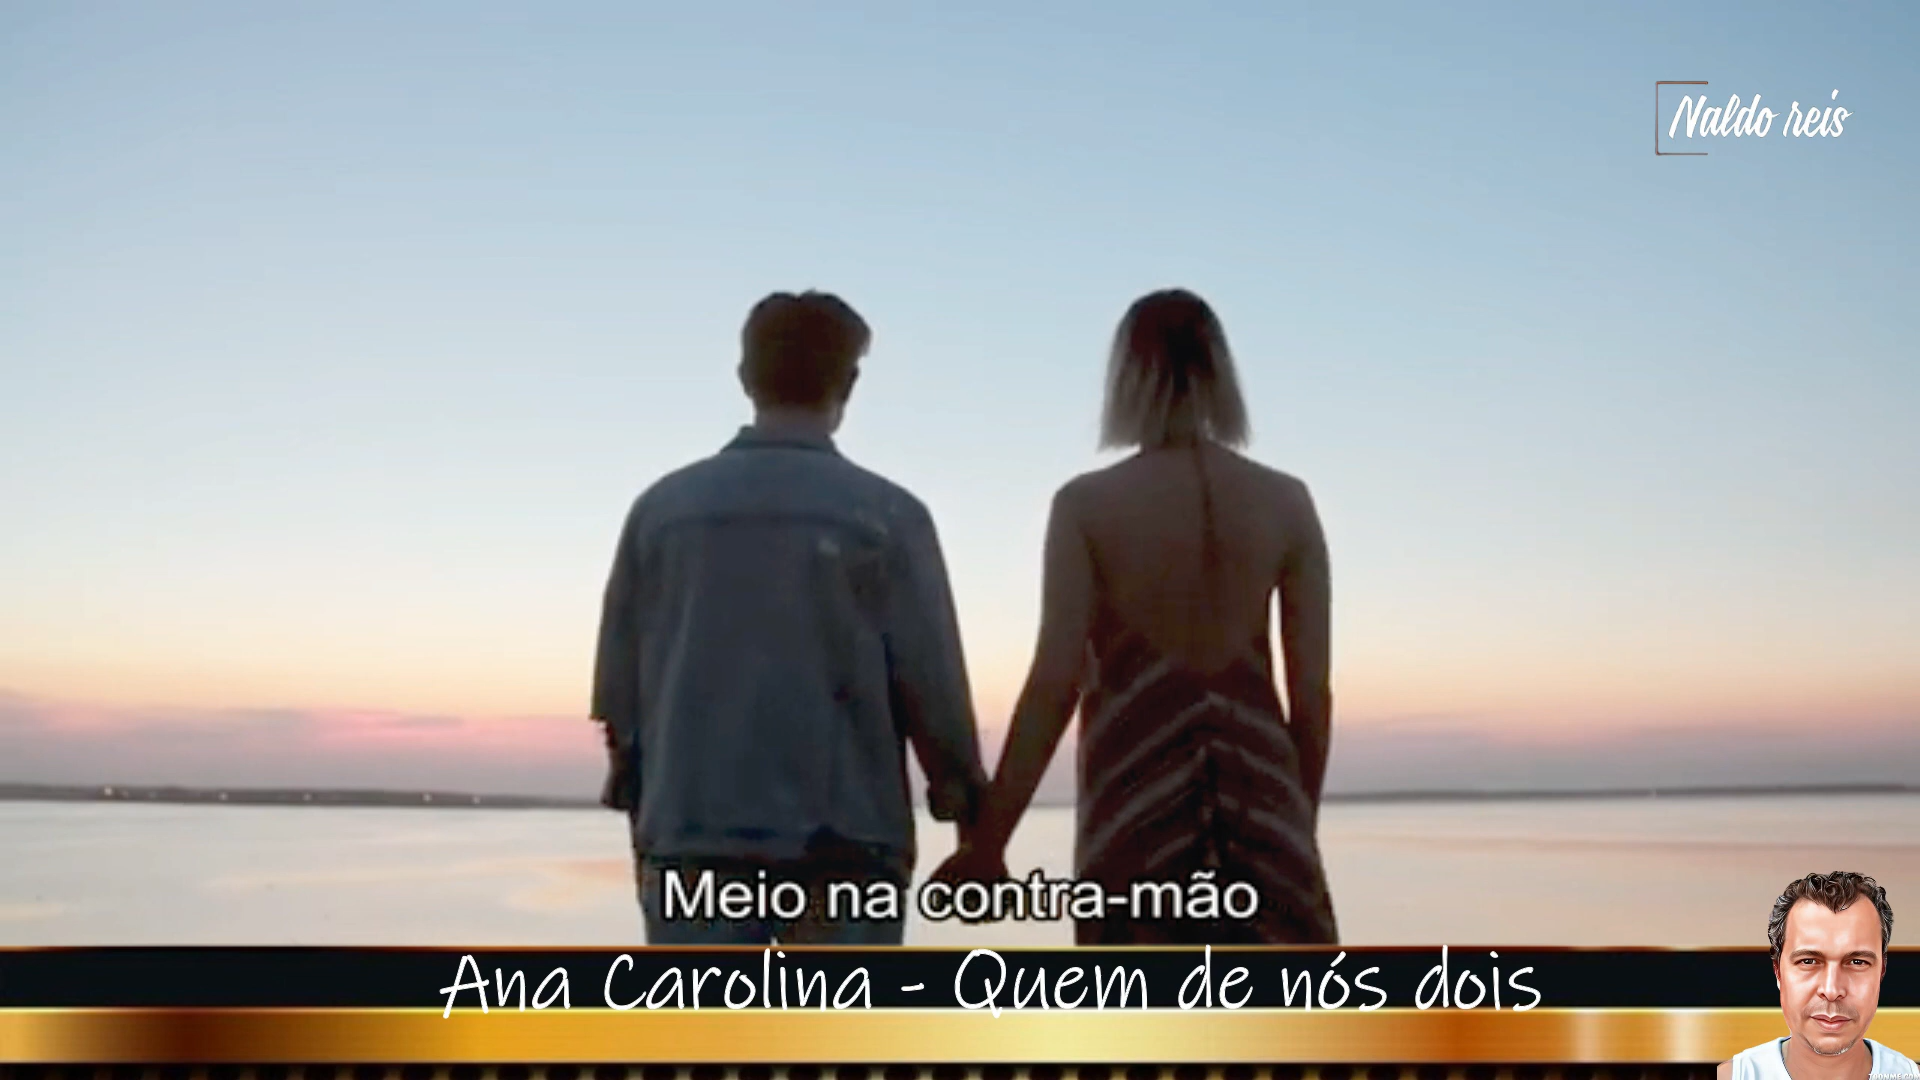 Naldo reis
Meio na contra-mão
Ana Carolina - Quem de nós dois